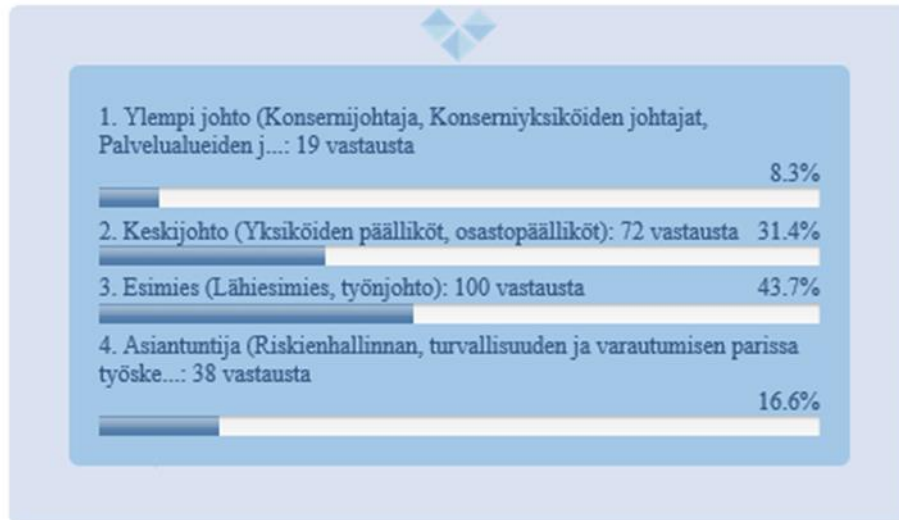 1. Ylempi johto (Konsernijohtaja, Konserniyksiköiden johtajat,
Palvelualueiden j...: 19 vastausta
8.3%
2. Keskijohto (Yksiköiden päälliköt, osastopäälliköt): 72 vastausta 31.4%
3. Esimies (Lähiesimies, työnjohto): 100 vastausta 43.7%
4. Asiantuntija (Riskienhallinnan, turvallisuuden ja varautumisen parissa
työske...: 38 vastausta
16.6%